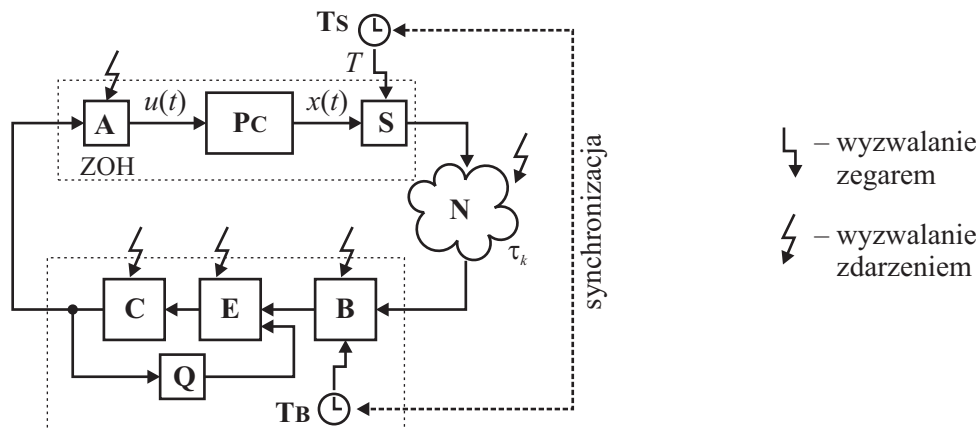 TS
T
u(t)
x(t)
A
PC
S
ZOH
N
τk
synchronizacja
C
E
B
Q
TB
– wyzwalanie
zegarem
– wyzwalanie
zdarzeniem